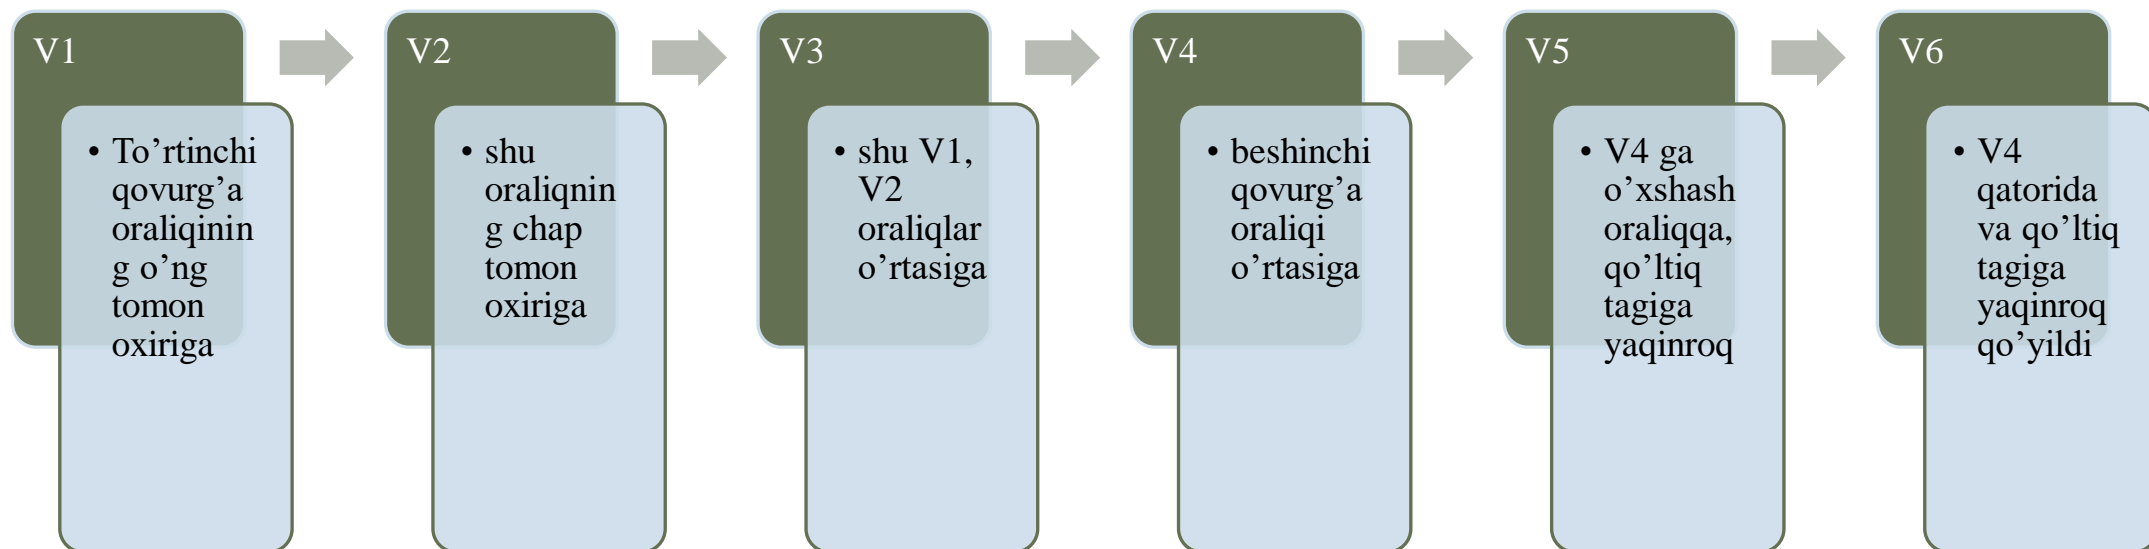 V1
• To’rtinchi
qovurg’a
oraliqinin
g o’ng
tomon
oxiriga
V2
• shu
oraliqnin
g chap
tomon
oxiriga
V3
• shu V1,
V2
oraliqlar
o’rtasiga
V4
• beshinchi
qovurg’a
oraliqi
o’rtasiga
V5
• V4 ga
o’xshash
oraliqqa,
qo’ltiq
tagiga
yaqinroq
V6
• V4
qatorida
va qo’ltiq
tagiga
yaqinroq
qo’yildi